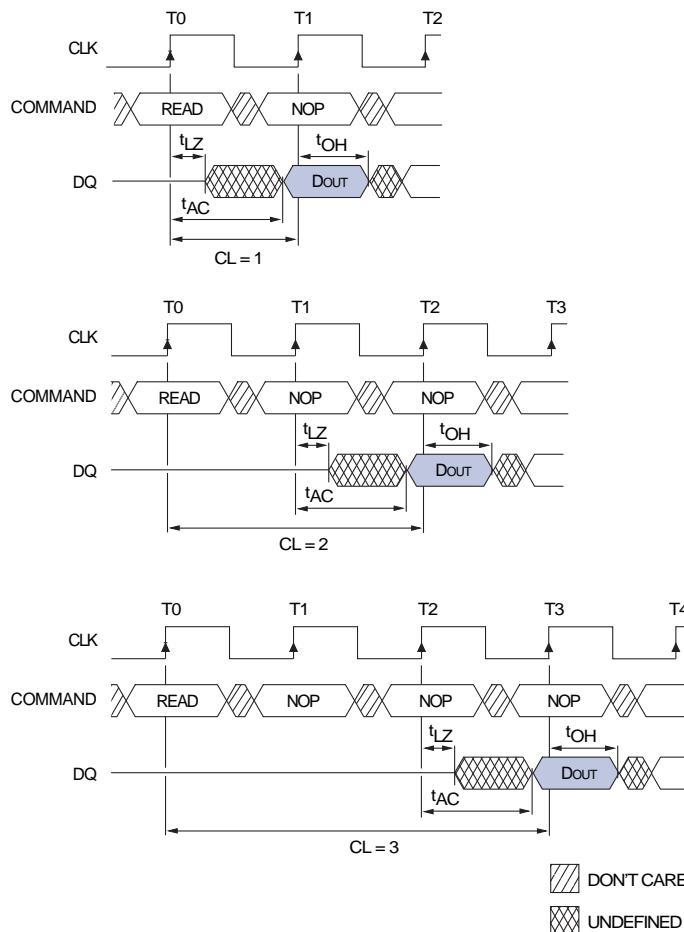 T0 T1 T2
CLK
COMMAND READ NOP
tLZ tOH
DQ DOUT
tAC
CL = 1
T0 T1 T2 T3
CLK
COMMAND READ NOP NOP
tLZ tOH
DQ DOUT
tAC
CL = 2
T0 T1 T2 T3 T4
CLK
COMMAND READ NOP NOP NOP
tLZ tOH
DQ DOUT
tAC
CL = 3
DON'T CARE
UNDEFINED